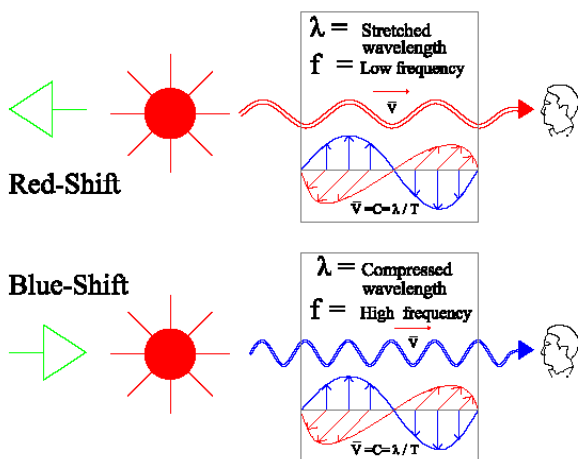 λ = Stretched
wavelength
f = Low frequency
V̅
Red-Shift
V̅ =C= λ / T
Blue-Shift
λ = Compressed
wavelength
f = High frequency
V̅
V̅ =C= λ / T